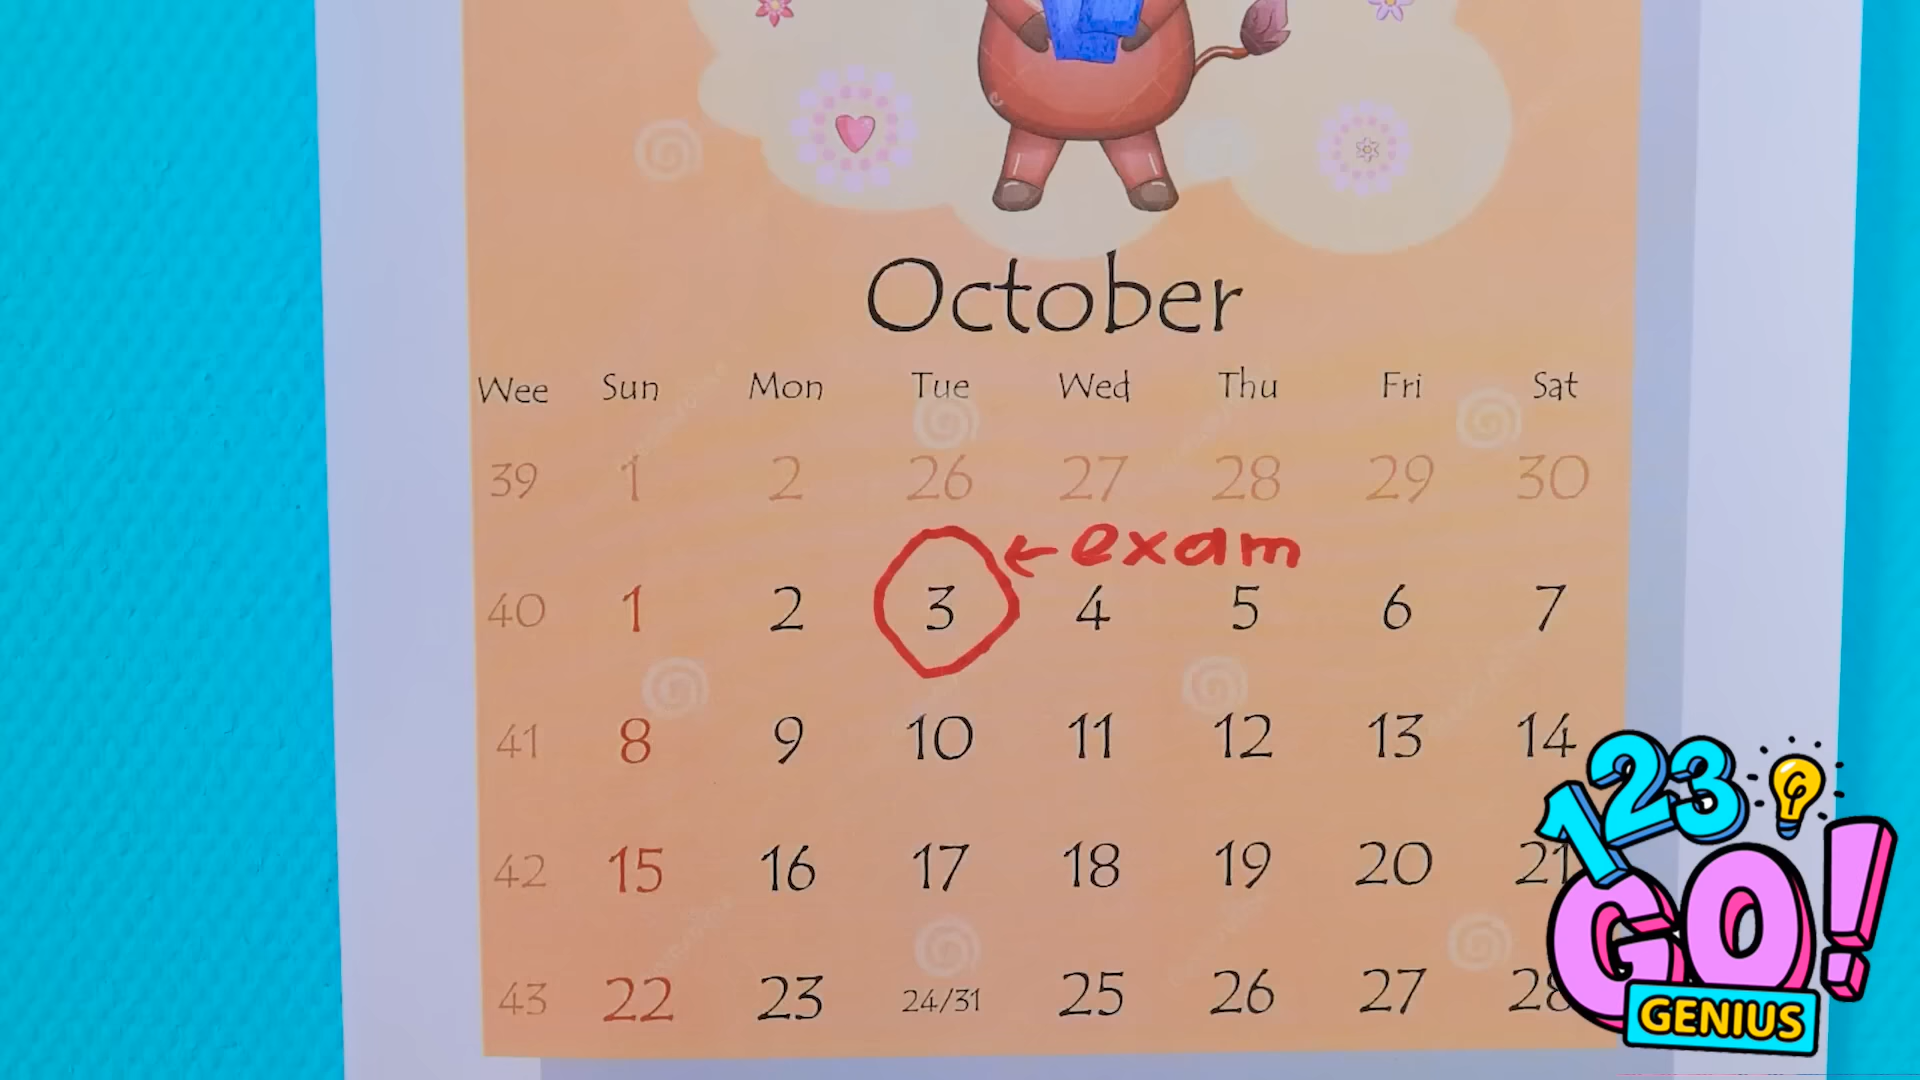 October
Wee Sun Mon Tue Wed Thu Fri Sat
39 1 2 26 27 28 29 30
← exam
40 1 2 3 4 5 6 7
41 8 9 10 11 12 13 14
42 15 16 17 18 19 20 21
43 22 23 24/31 25 26 27 28
123
GO!
GENIUS